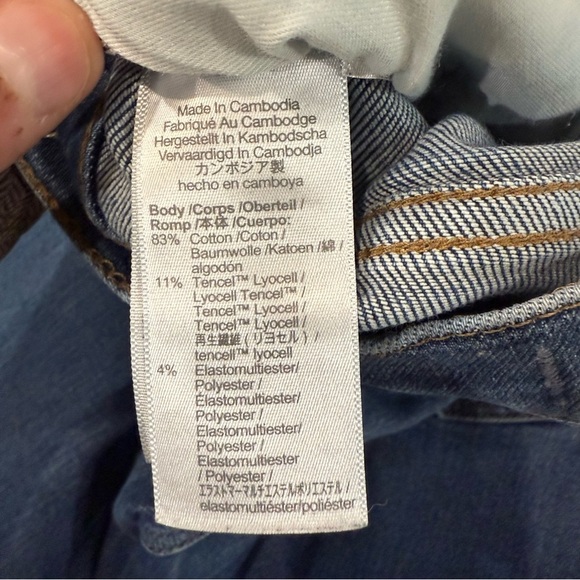 Made In Cambodia
Fabriqué Au Cambodge
Hergestellt In Kambodscha
Vervaardigd In Cambodja
カンボジア製
hecho en camboya
Body /Corps /Oberteil /
Romp /本体 /Cuerpo:
83% Cotton /Coton /
Baumwolle /Katoen /綿 /
algodón
11% Tencel™ Lyocell /
Lyocell Tencel™ /
Tencel™ Lyocell /
Tencel™ Lyocell /
再生繊維 ( リヨセル ) /
tencel™ lyocell
4% Elastomultiester /
Polyester /
Élastomultiester /
Polyester /
Elastomultiester/
Polyester /
Elastomultiester
/ Polyester /
エラストマーマルチエステル/ポリエステル /
elastomultiéster/poliéster